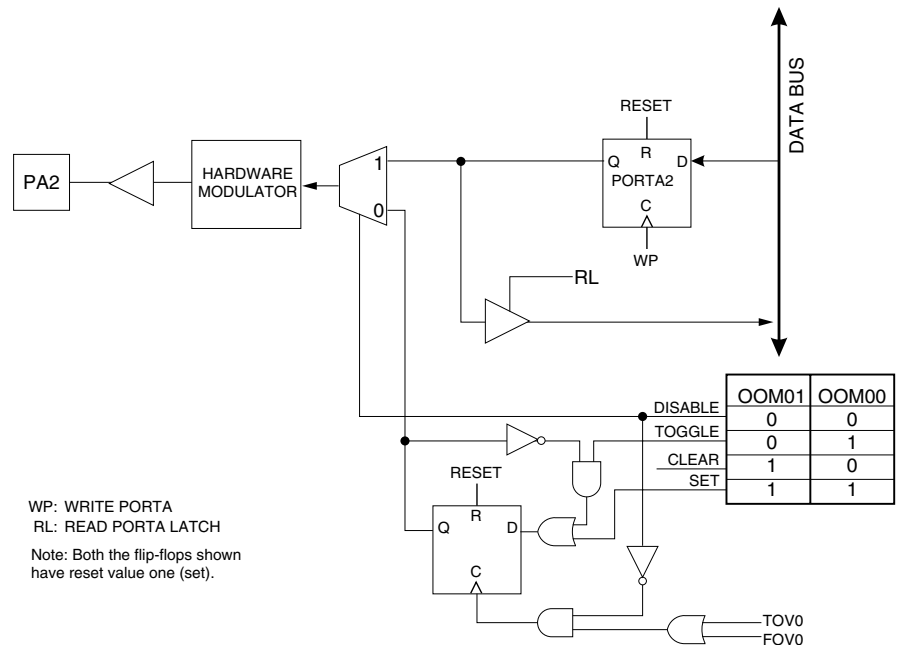 DATA BUS
RESET
R
Q
D
PORTA2
C
WP
PA2
HARDWARE
MODULATOR
1
0
RL
OOM01 OOM00
DISABLE 0 0
TOGGLE 0 1
CLEAR 1 0
SET 1 1
RESET
R
Q
D
C
TOV0
FOV0
WP: WRITE PORTA
RL: READ PORTA LATCH
Note: Both the flip-flops shown
have reset value one (set).